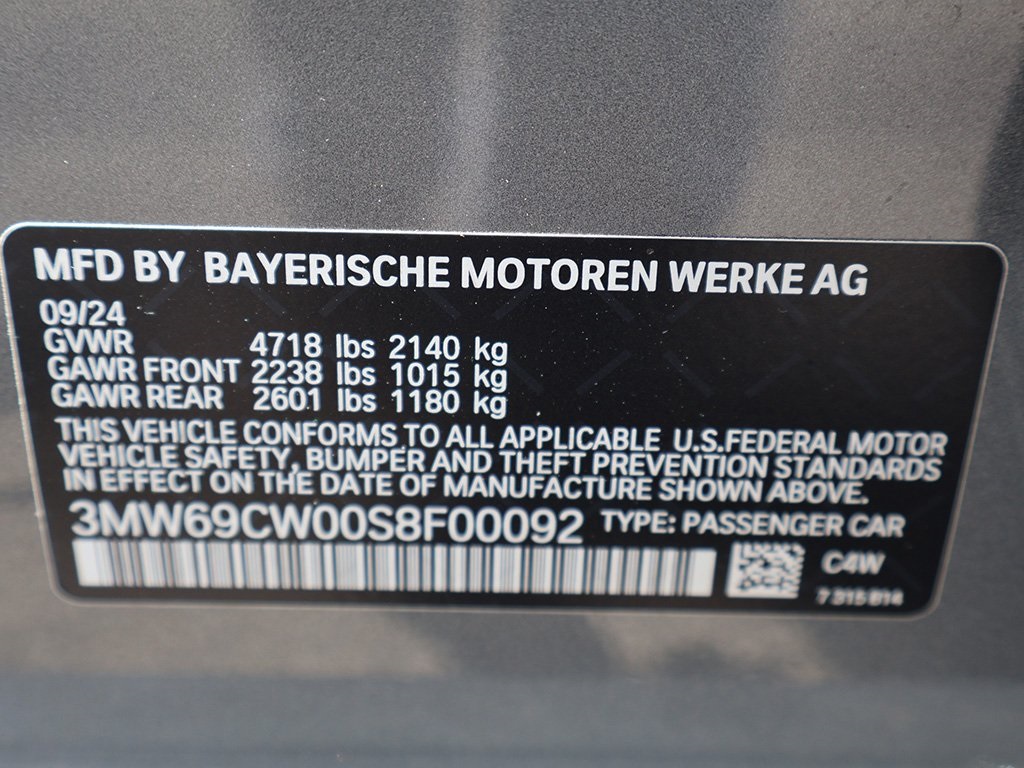 MFD BY BAYERISCHE MOTOREN WERKE AG
09/24
GVWR 4718 lbs 2140 kg
GAWR FRONT 2238 lbs 1015 kg
GAWR REAR 2601 lbs 1180 kg
THIS VEHICLE CONFORMS TO ALL APPLICABLE U.S.FEDERAL MOTOR
VEHICLE SAFETY, BUMPER AND THEFT PREVENTION STANDARDS
IN EFFECT ON THE DATE OF MANUFACTURE SHOWN ABOVE.
3MW69CW00S8F00092 TYPE: PASSENGER CAR
C4W
7 315 814